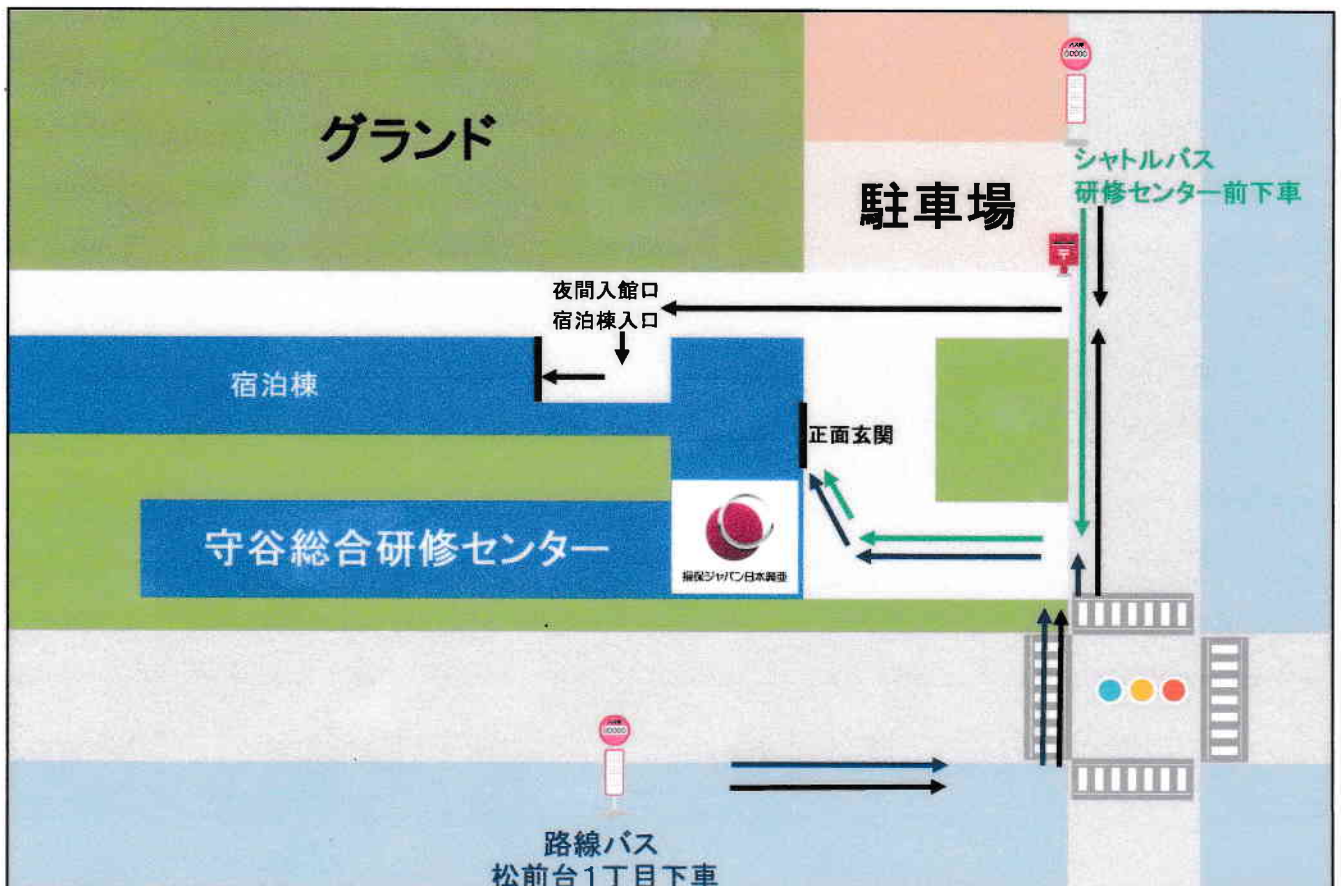 グランド
駐車場
シャトルバス
研修センター前下車
夜間入館口
宿泊棟入口
宿泊棟
正面玄関
守谷総合研修センター
損保ジャパン日本興亜
路線バス
松前台1丁目下車